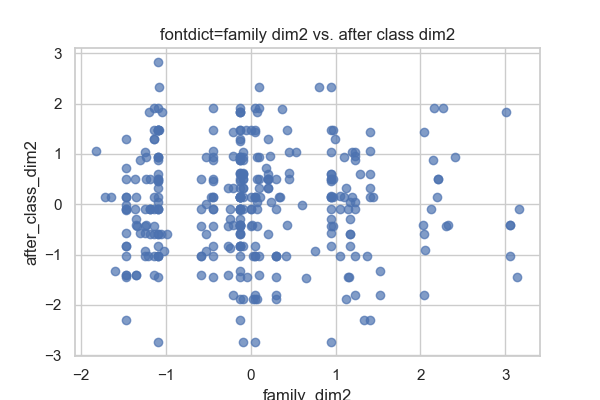 fontdict=family dim2 vs. after class dim2
3
2
1
0
−1
−2
−3
after_class_dim2
−2 −1 0 1 2 3
family_dim2